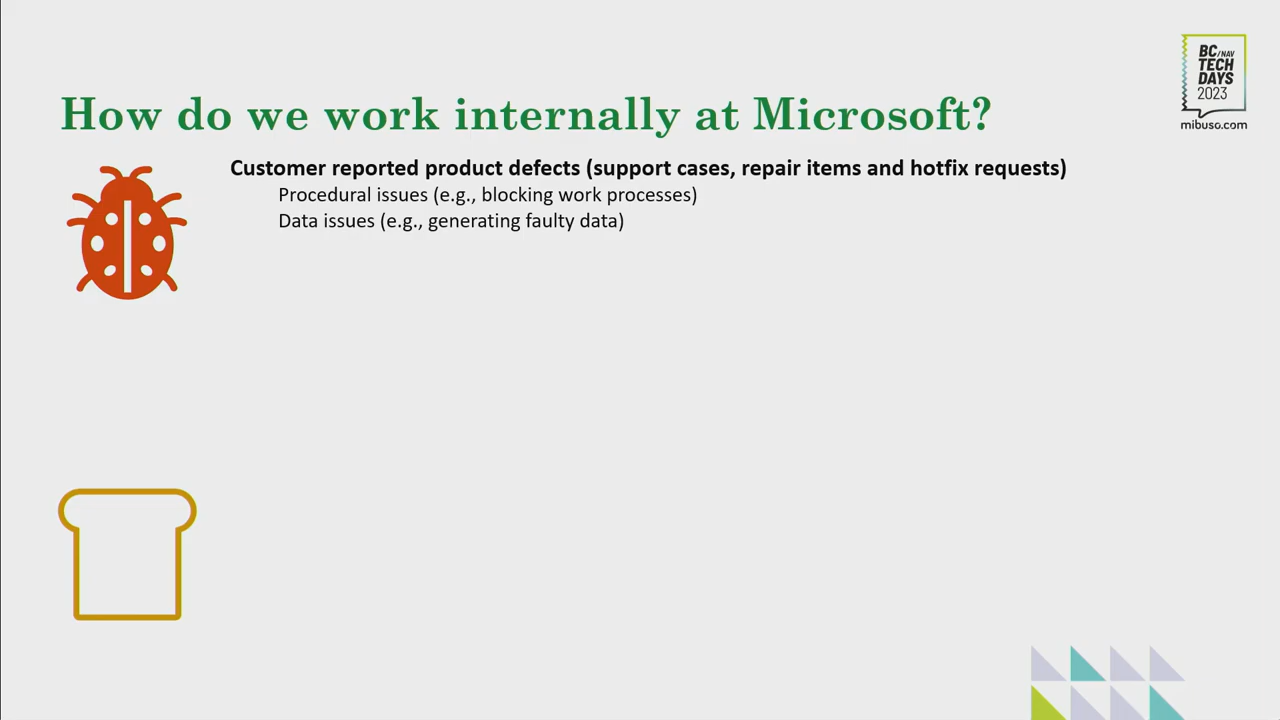 BC/NAV
TECH
DAYS
2023
mibuso.com
How do we work internally at Microsoft?
Customer reported product defects (support cases, repair items and hotfix requests)
Procedural issues (e.g., blocking work processes)
Data issues (e.g., generating faulty data)